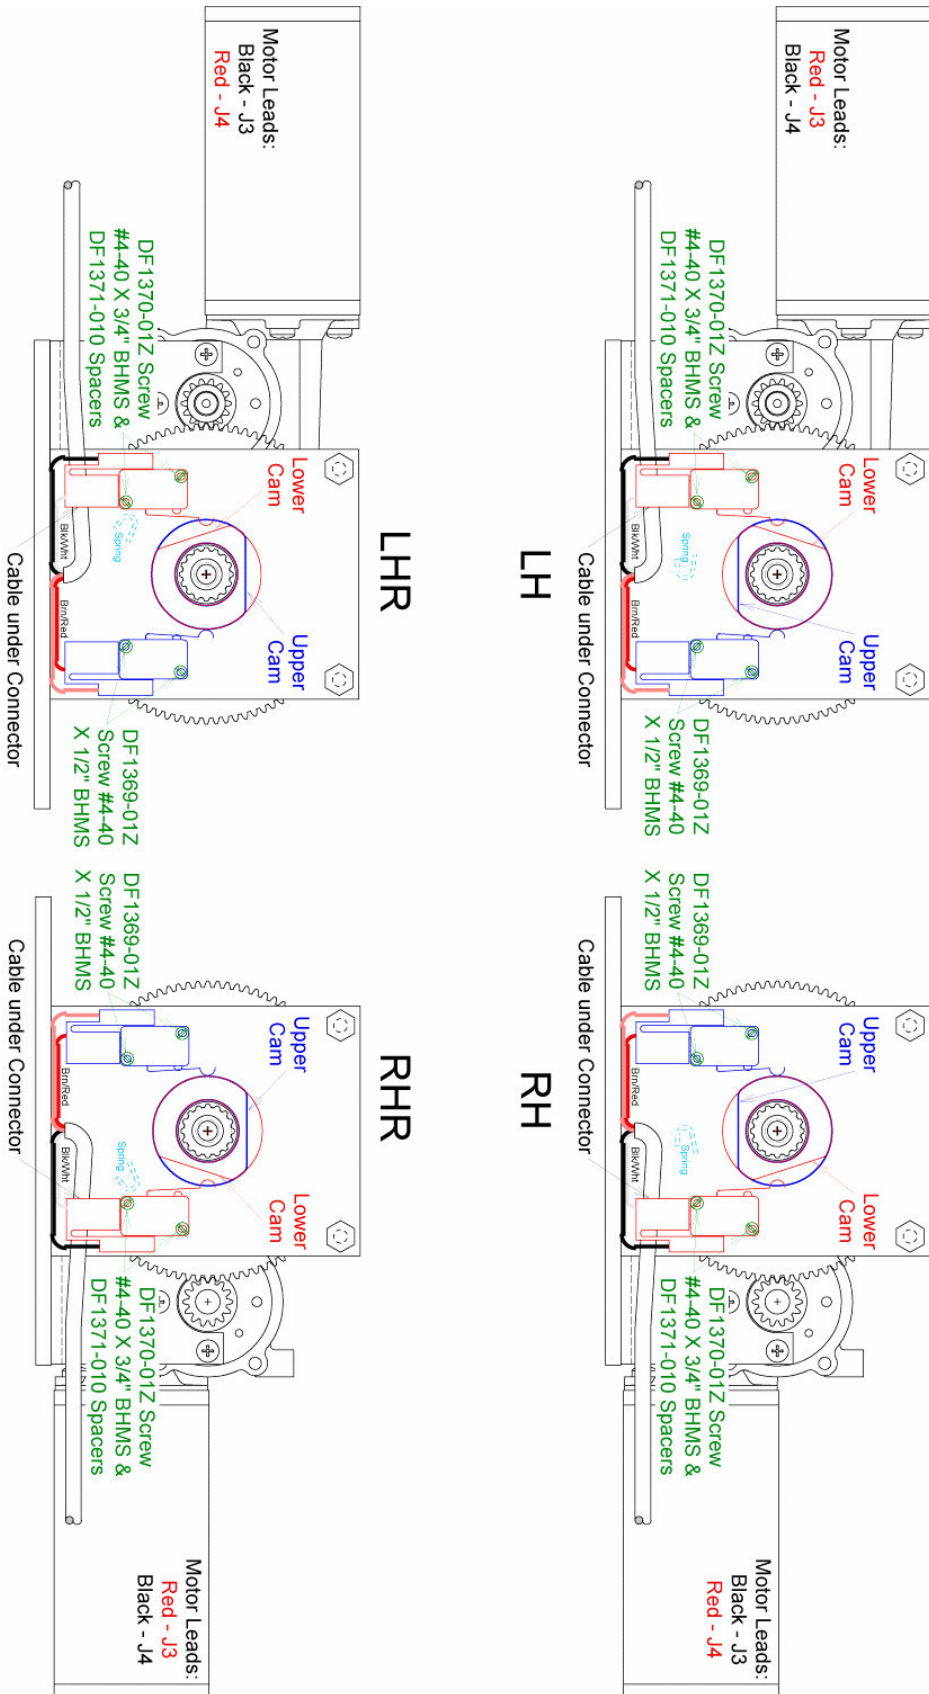 Motor Leads:
Red - J3
Black - J4
Lower
Cam
Upper
Cam
DF1370-01Z Screw
#4-40 X 3/4" BHMS &
DF1371-010 Spacers
Spring
Blk/Wht
Brn/Red
DF1369-01Z
Screw #4-40
X 1/2" BHMS
Cable under Connector
LH
Upper
Cam
Lower
Cam
DF1369-01Z
Screw #4-40
X 1/2" BHMS
Spring
Brn/Red
Blk/Wht
DF1370-01Z Screw
#4-40 X 3/4" BHMS &
DF1371-010 Spacers
Motor Leads:
Black - J3
Red - J4
Cable under Connector
RH
LHR
Motor Leads:
Black - J3
Red - J4
Lower
Cam
Upper
Cam
DF1370-01Z Screw
#4-40 X 3/4" BHMS &
DF1371-010 Spacers
Spring
Blk/Wht
Brn/Red
DF1369-01Z
Screw #4-40
X 1/2" BHMS
Cable under Connector
RHR
Upper
Cam
Lower
Cam
DF1369-01Z
Screw #4-40
X 1/2" BHMS
Spring
Brn/Red
Blk/Wht
DF1370-01Z Screw
#4-40 X 3/4" BHMS &
DF1371-010 Spacers
Motor Leads:
Red - J3
Black - J4
Cable under Connector